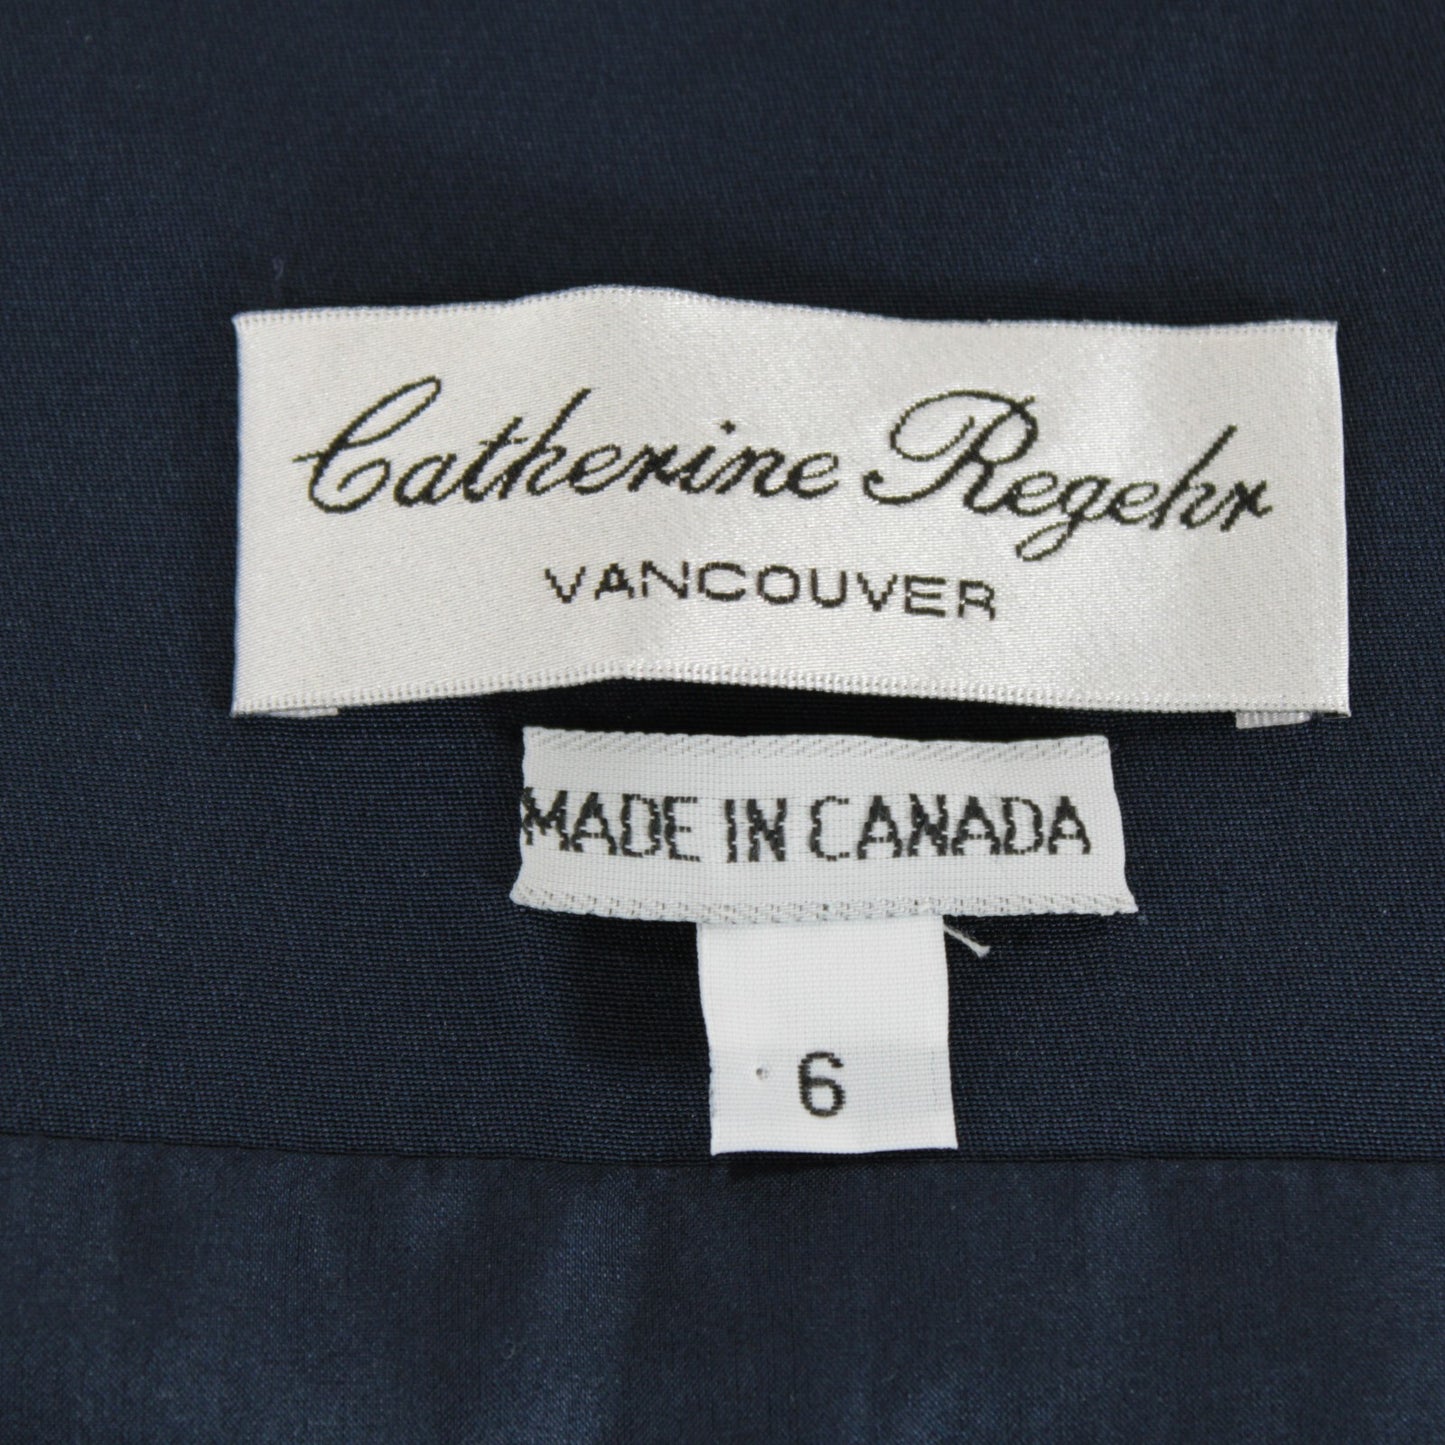 Catherine Regehr
VANCOUVER
MADE IN CANADA
6